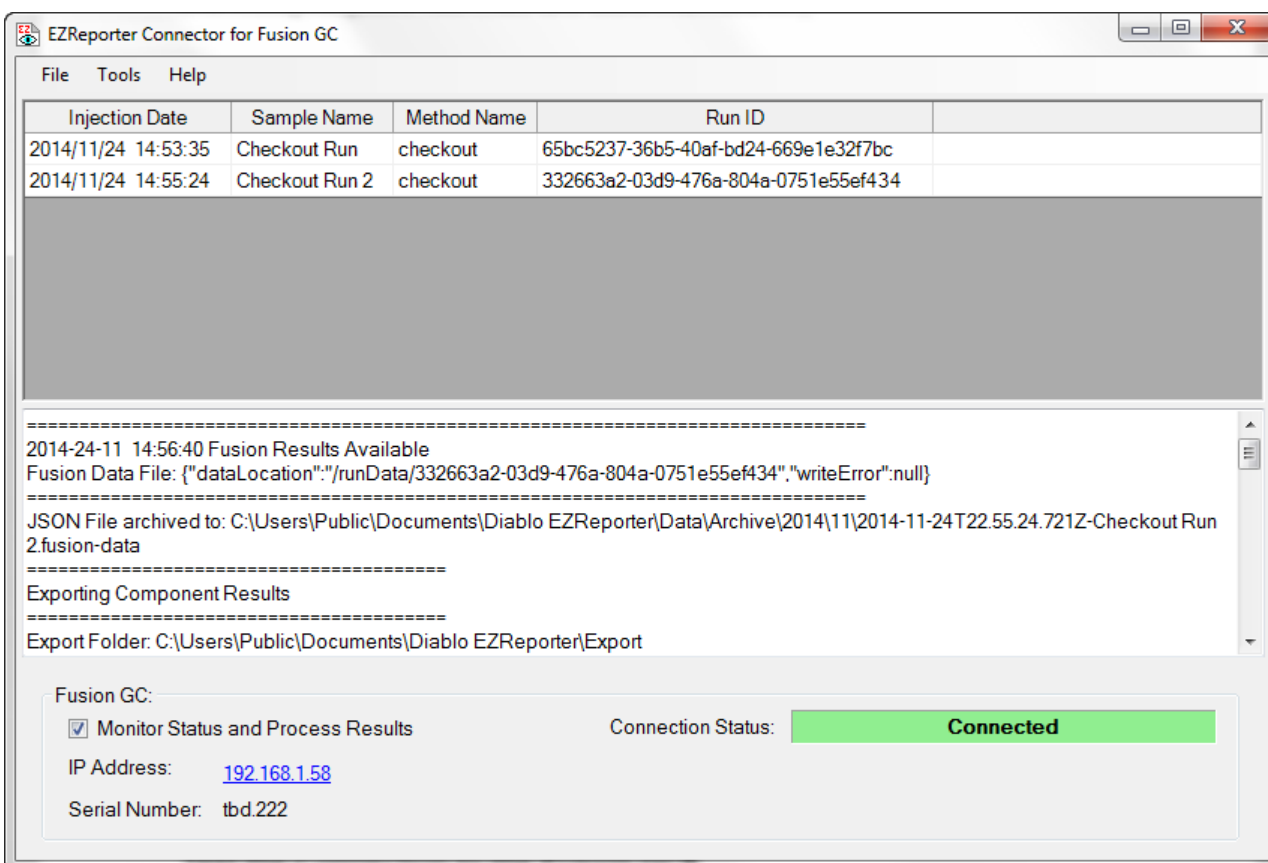 EZReporter Connector for Fusion GC
File Tools Help
Injection Date Sample Name Method Name Run ID
2014/11/24 14:53:35 Checkout Run checkout 65bc5237-36b5-40af-bd24-669e1e32f7bc
2014/11/24 14:55:24 Checkout Run 2 checkout 332663a2-03d9-476a-804a-0751e55ef434
================================================================================
2014-24-11 14:56:40 Fusion Results Available
Fusion Data File: {"dataLocation":"/runData/332663a2-03d9-476a-804a-0751e55ef434","writeError":null}
================================================================================
JSON File archived to: C:\Users\Public\Documents\Diablo EZReporter\Data\Archive\2014\11\2014-11-24T22.55.24.721Z-Checkout Run
2.fusion-data
========================================
Exporting Component Results
========================================
Export Folder: C:\Users\Public\Documents\Diablo EZReporter\Export
Fusion GC:
Monitor Status and Process Results Connection Status: Connected
IP Address: 192.168.1.58
Serial Number: tbd.222